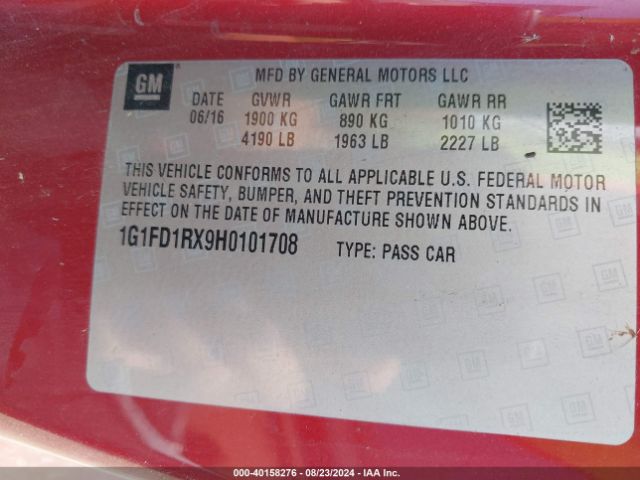 GM
MFD BY GENERAL MOTORS LLC
DATE GVWR GAWR FRT GAWR RR
06/16 1900 KG 890 KG 1010 KG
4190 LB 1963 LB 2227 LB
THIS VEHICLE CONFORMS TO ALL APPLICABLE U.S. FEDERAL MOTOR
VEHICLE SAFETY, BUMPER, AND THEFT PREVENTION STANDARDS IN
EFFECT ON THE DATE OF MANUFACTURE SHOWN ABOVE.
1G1FD1RX9H0101708 TYPE: PASS CAR
000-40158276 - 08/23/2024 - IAA Inc.